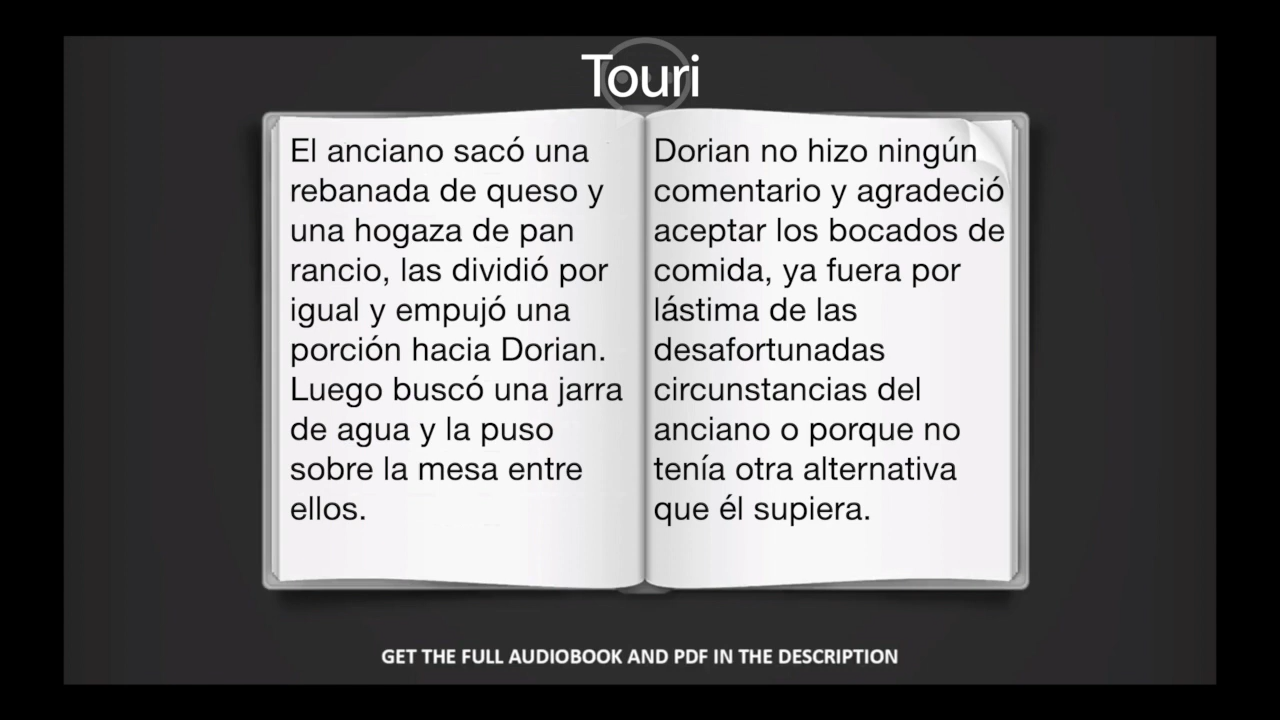 Touri
El anciano sacó una
rebanada de queso y
una hogaza de pan
rancio, las dividió por
igual y empujó una
porción hacia Dorian.
Luego buscó una jarra
de agua y la puso
sobre la mesa entre
ellos.
Dorian no hizo ningún
comentario y agradeció
aceptar los bocados de
comida, ya fuera por
lástima de las
desafortunadas
circunstancias del
anciano o porque no
tenía otra alternativa
que él supiera.
GET THE FULL AUDIOBOOK AND PDF IN THE DESCRIPTION